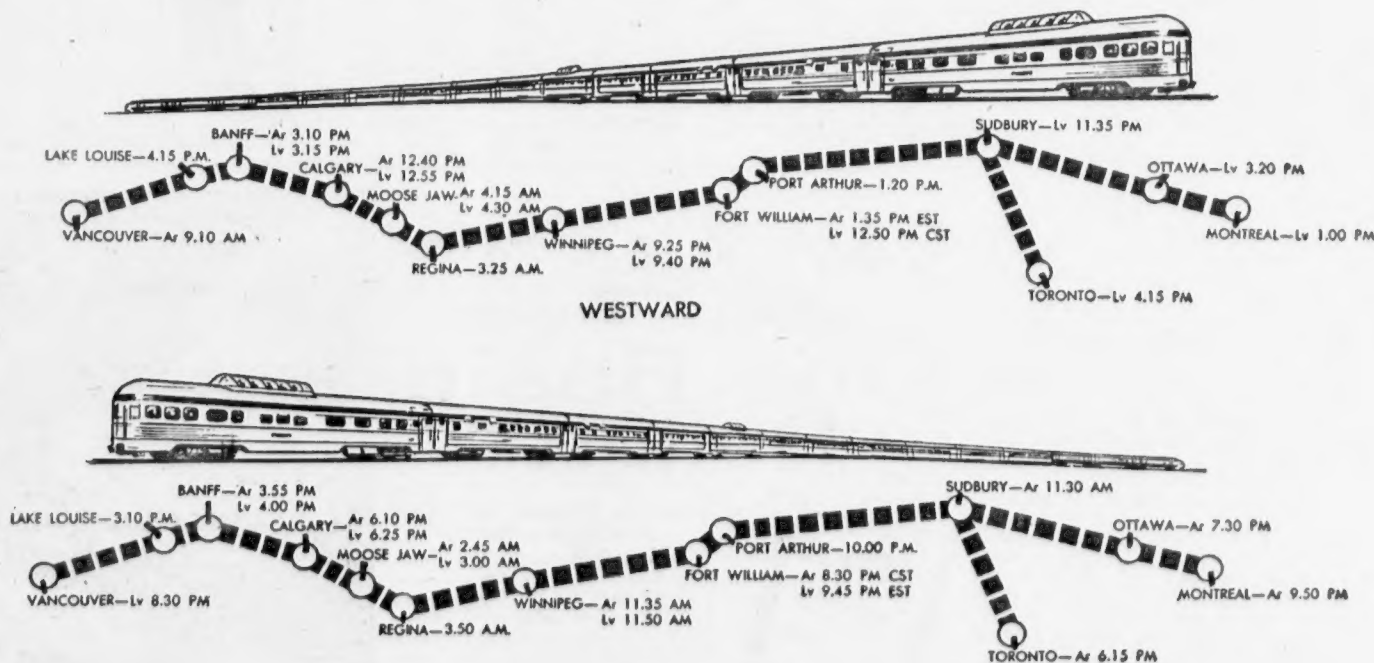 BANFF—Ar 3.10 PM
Lv 3.15 PM
LAKE LOUISE—4.15 P.M.
CALGARY—Ar 12.40 PM
Lv 12.55 PM
MOOSE JAW—Ar 4.15 AM
Lv 4.30 AM
VANCOUVER—Ar 9.10 AM
REGINA—3.25 A.M.
WINNIPEG—Ar 9.25 PM
Lv 9.40 PM
SUDBURY—Lv 11.35 PM
PORT ARTHUR—1.20 P.M.
FORT WILLIAM—Ar 1.35 PM EST
Lv 12.50 PM CST
OTTAWA—Lv 3.20 PM
MONTREAL—Lv 1.00 PM
TORONTO—Lv 4.15 PM
WESTWARD
BANFF—Ar 3.55 PM
Lv 4.00 PM
LAKE LOUISE—3.10 P.M.
CALGARY—Ar 6.10 PM
Lv 6.25 PM
MOOSE JAW—Ar 2.45 AM
Lv 3.00 AM
VANCOUVER—Lv 8.30 PM
REGINA—3.50 A.M.
WINNIPEG—Ar 11.35 AM
Lv 11.50 AM
SUDBURY—Ar 11.30 AM
PORT ARTHUR—10.00 P.M.
FORT WILLIAM—Ar 8.30 PM CST
Lv 9.45 PM EST
OTTAWA—Ar 7.30 PM
MONTREAL—Ar 9.50 PM
TORONTO—Ar 6.15 PM